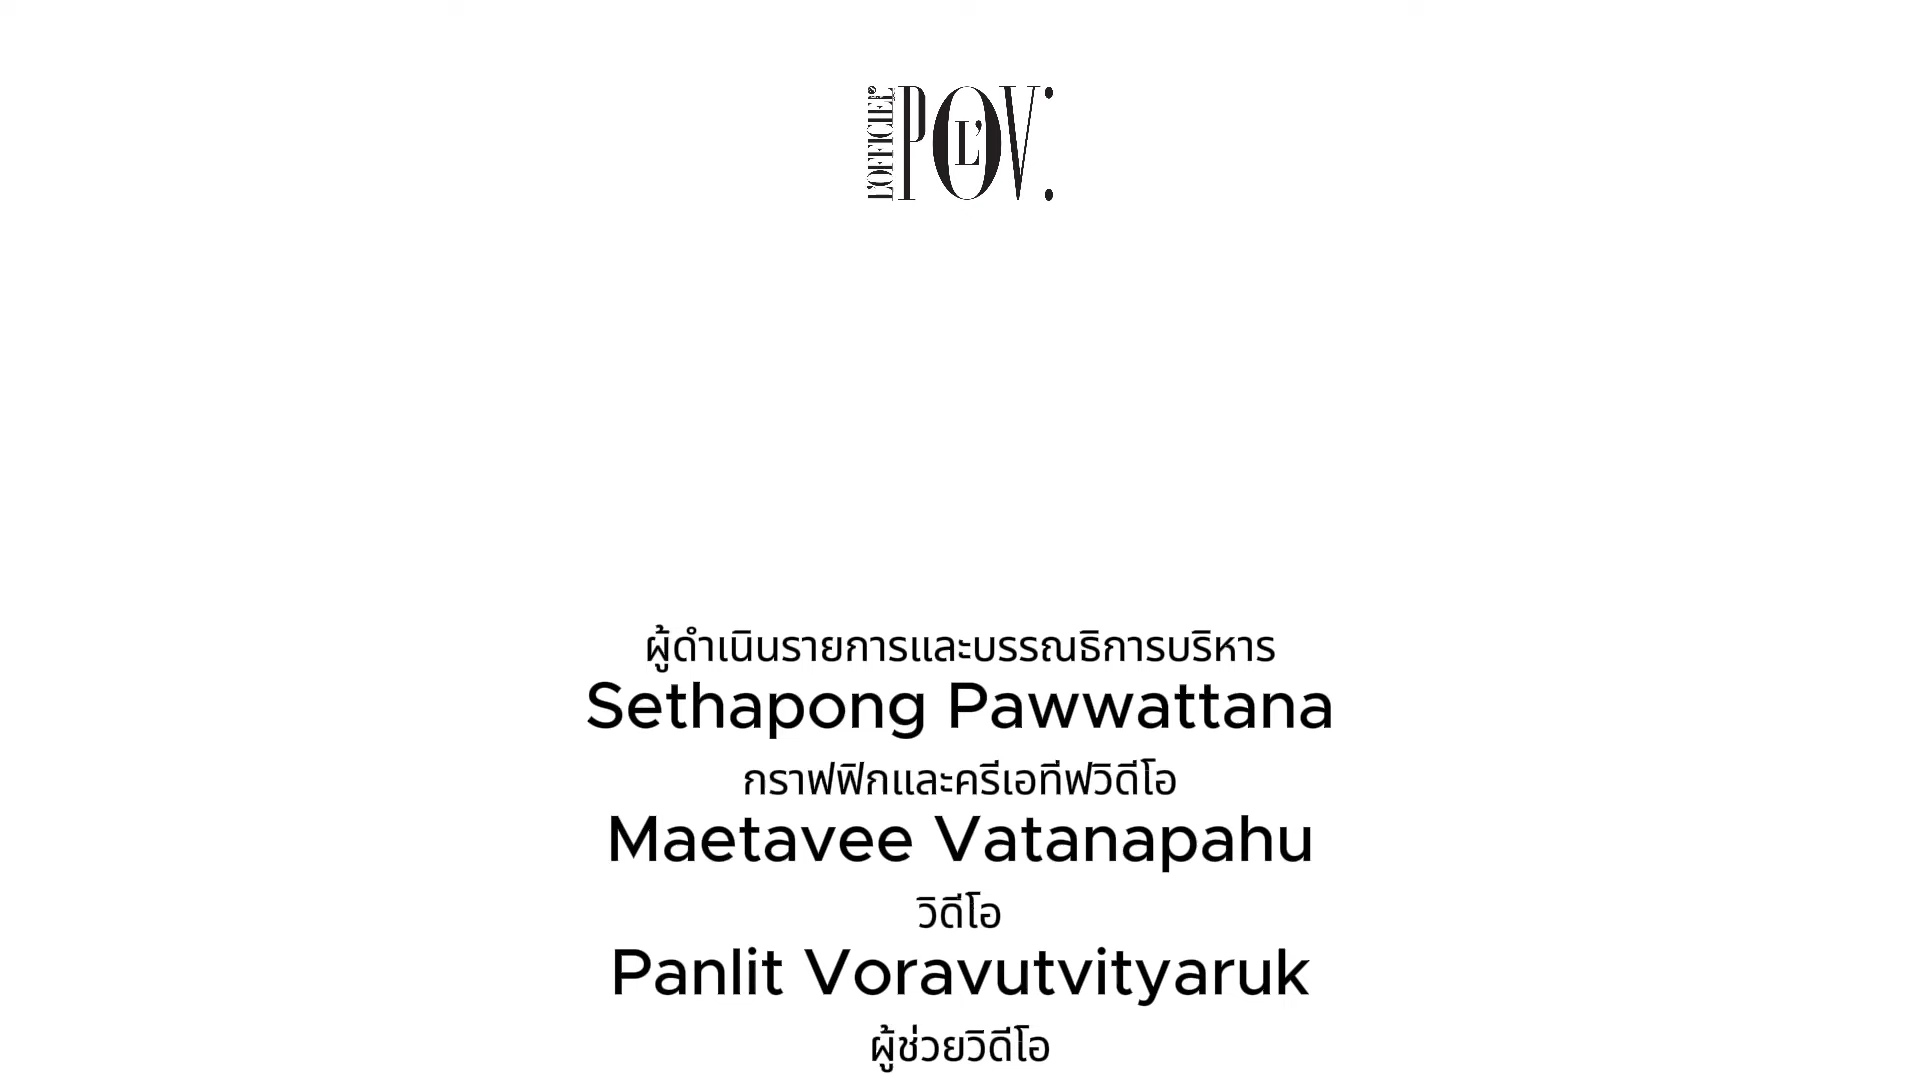 L'OFFICIEL
POV:
L'
ผู้ดำเนินรายการและบรรณธิการบริหาร
Sethapong Pawwattana
กราฟฟิกและครีเอทีฟวิดีโอ
Maetavee Vatanapahu
วิดีโอ
Panlit Voravutvityaruk
ผู้ช่วยวิดีโอ